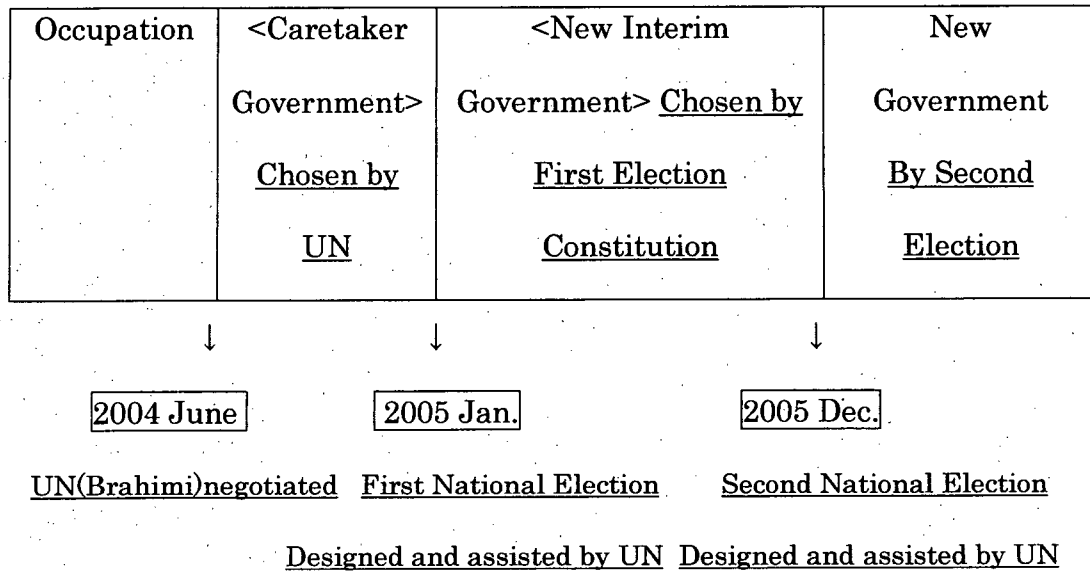 Occupation
<Caretaker
Government>
Chosen by
UN
<New Interim
Government> Chosen by
First Election
Constitution
New
Government
By Second
Election
↓ ↓ ↓
2004 June 2005 Jan. 2005 Dec.
UN(Brahimi)negotiated First National Election Second National Election
Designed and assisted by UN Designed and assisted by UN